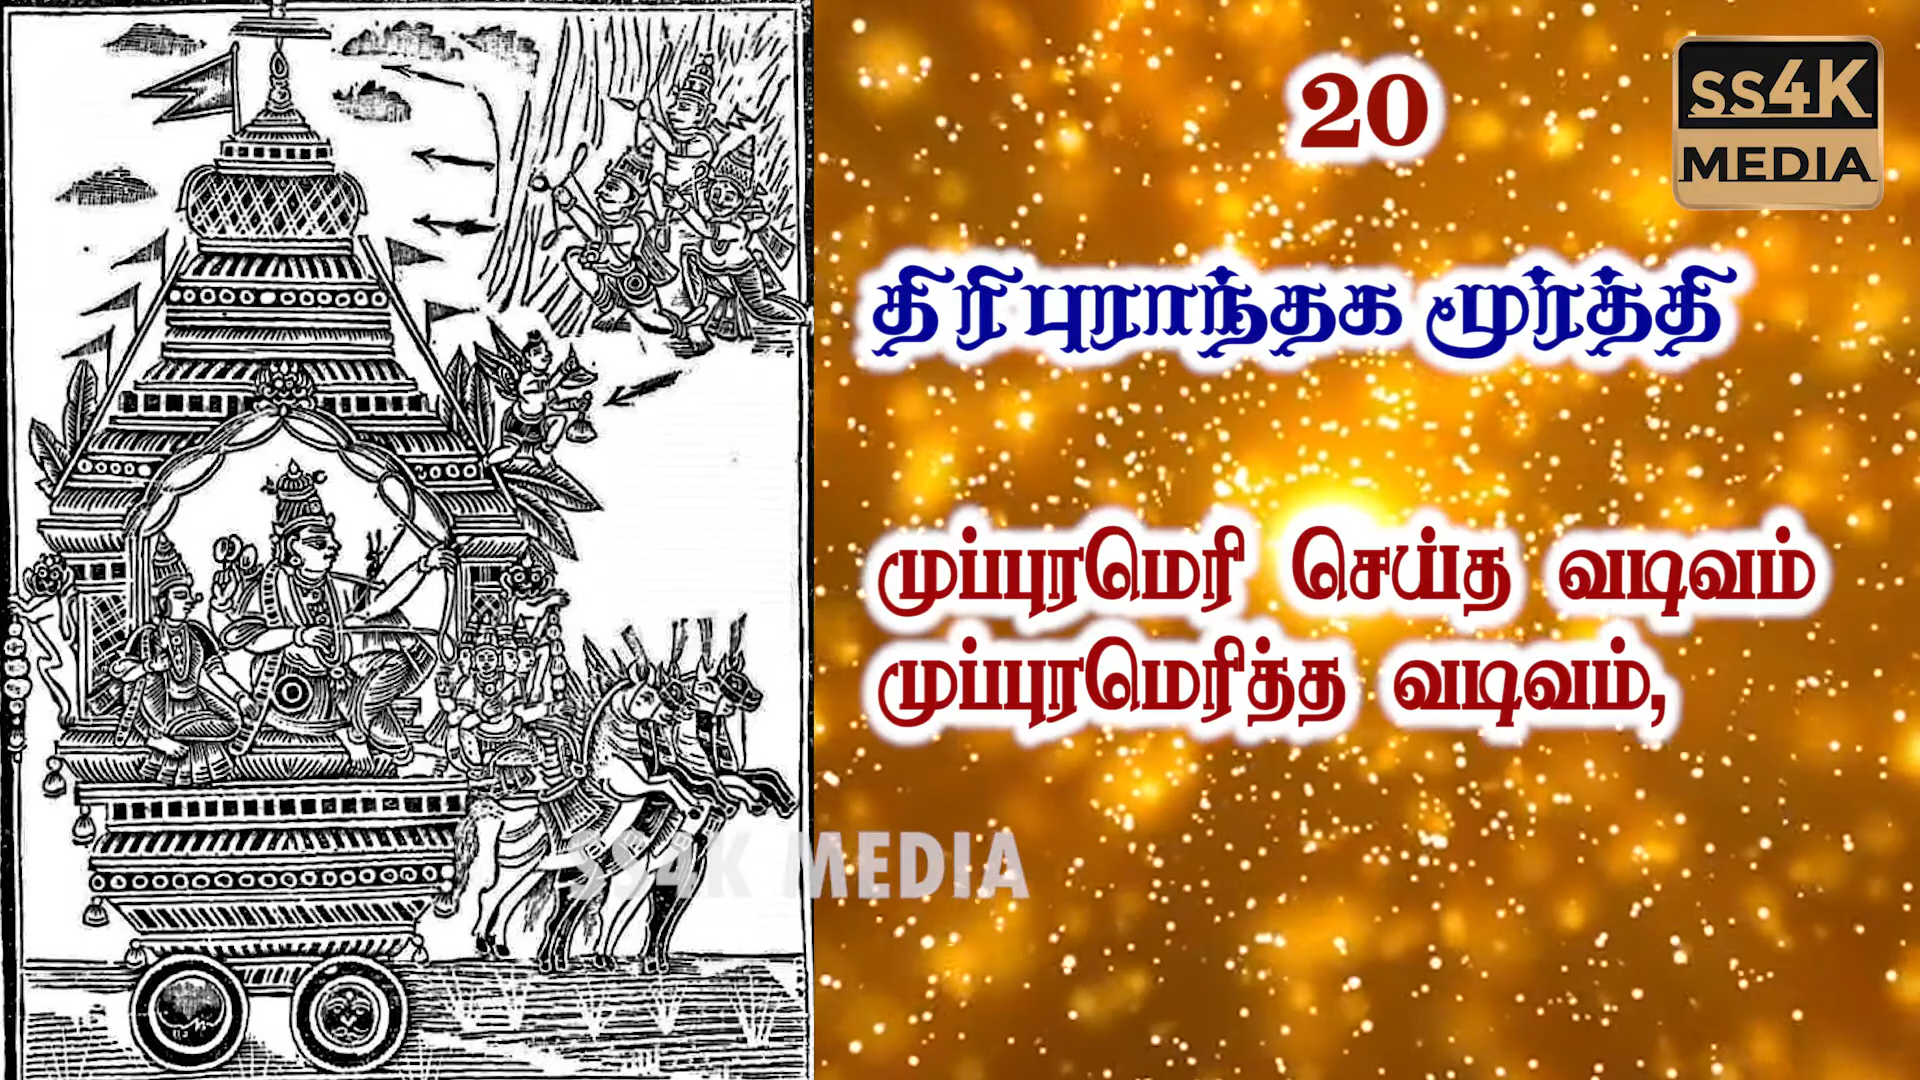 20
SS4K
MEDIA
திரிபுராந்தக மூர்த்தி
முப்புரமெரி செய்த வடிவம்
முப்புரமெரித்த வடிவம்,
SS4K MEDIA